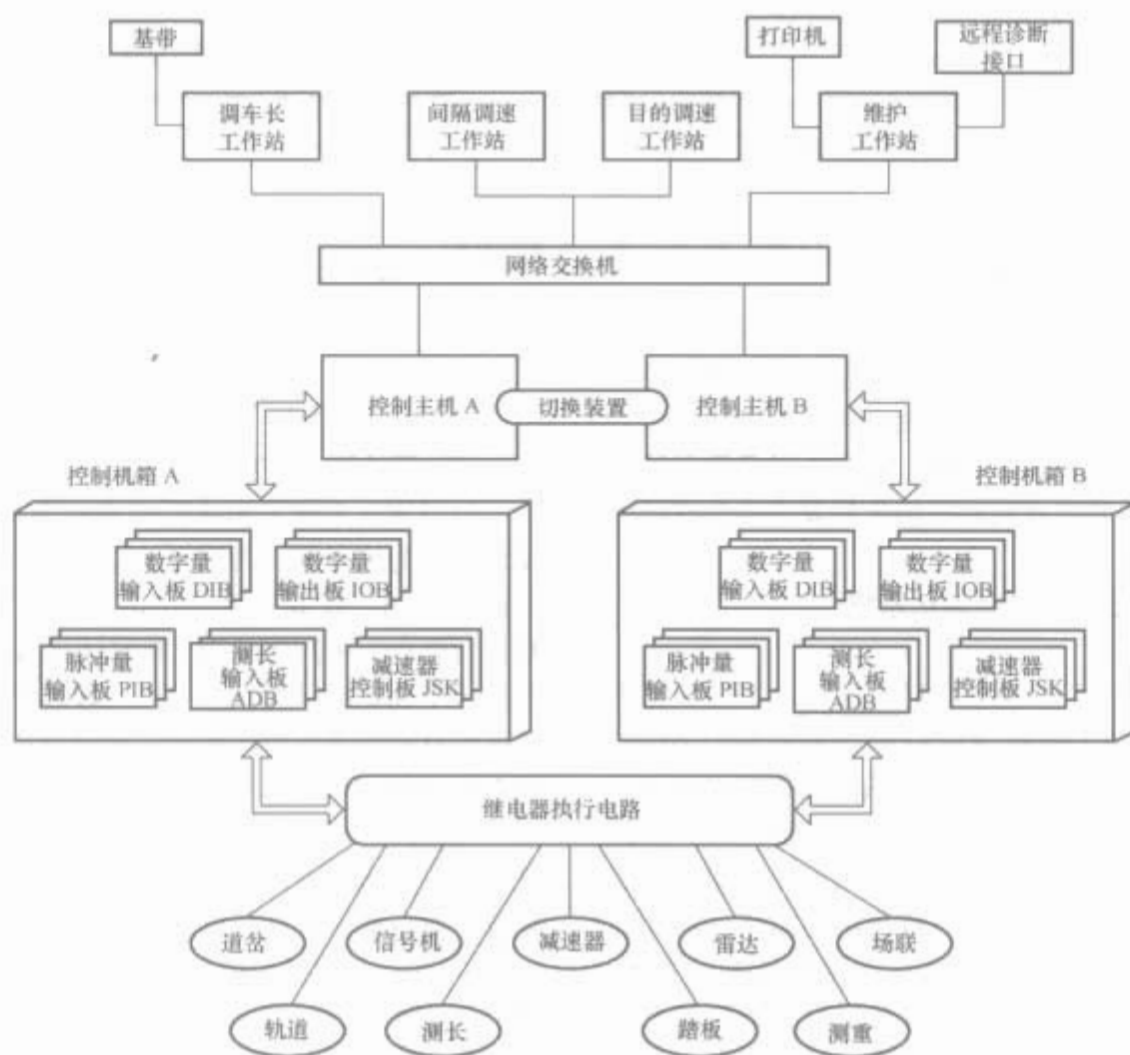 基带
打印机
远程诊断
接口
调车长
工作站
间隔调速
工作站
目的调速
工作站
维护
工作站
网络交换机
控制主机 A
切换装置
控制主机 B
控制机箱 A
控制机箱 B
数字量
输入板 DIB
数字量
输出板 IOB
脉冲量
输入板 PIB
测长
输入板
ADB
减速器
控制板 JSK
数字量
输入板 DIB
数字量
输出板 IOB
脉冲量
输入板 PIB
测长
输入板
ADB
减速器
控制板 JSK
继电器执行电路
道岔
信号机
减速器
雷达
场联
轨道
测长
踏板
测重